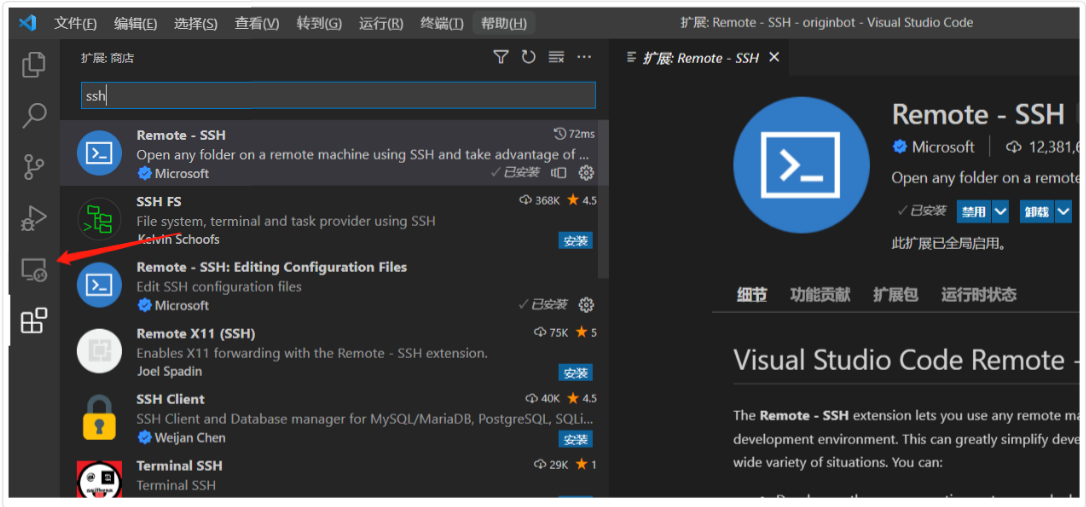 文件(F) 编辑(E) 选择(S) 查看(V) 转到(G) 运行(R) 终端(T) 帮助(H) 扩展: Remote - SSH - originbot - Visual Studio Code
扩展: 商店
扩展: Remote - SSH
ssh
Remote - SSH 72ms
Open any folder on a remote machine using SSH and take advantage of ...
Microsoft 已安装
SSH FS 368K 4.5
File system, terminal and task provider using SSH
Kelvin Schoofs 安装
Remote - SSH: Editing Configuration Files
Edit SSH configuration files
Microsoft 已安装
Remote X11 (SSH) 75K 5
Enables X11 forwarding with the Remote - SSH extension.
Joel Spadin 安装
SSH Client 40K 4.5
SSH Client and Database manager for MySQL/MariaDB, PostgreSQL, SQLi...
Weijan Chen 安装
Terminal SSH 29K 1
Terminal SSH
Remote - SSH
Microsoft 12,381,6
Open any folder on a remote
已安装 禁用 卸载
此扩展已全局启用。
细节 功能贡献 扩展包 运行时状态
Visual Studio Code Remote -
The Remote - SSH extension lets you use any remote ma
development environment. This can greatly simplify deve
wide variety of situations. You can: